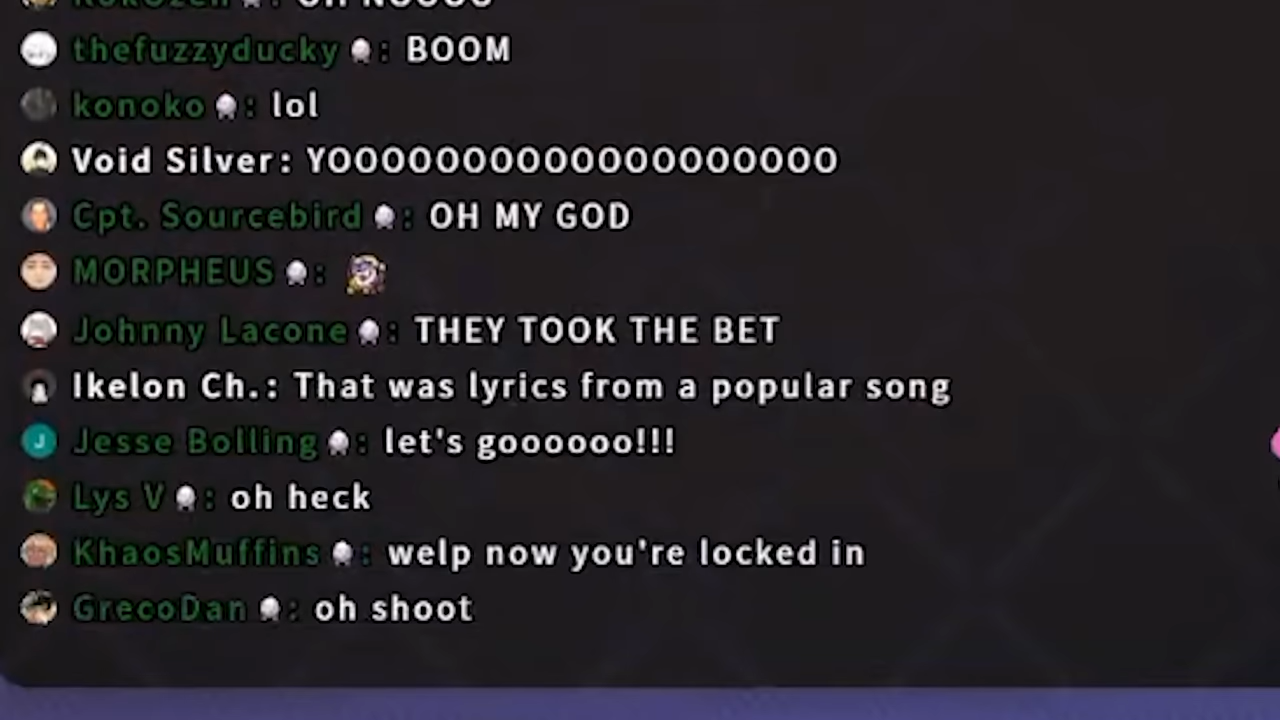 thefuzzyducky : BOOM
konoko : lol
Void Silver: YOOOOOOOOOOOOOOOOOOO
Cpt. Sourcebird : OH MY GOD
MORPHEUS :
Johnny Lacone : THEY TOOK THE BET
Ikelon Ch.: That was lyrics from a popular song
J Jesse Bolling : let's goooooo!!!
Lys V : oh heck
KhaosMuffins : welp now you're locked in
GrecoDan : oh shoot